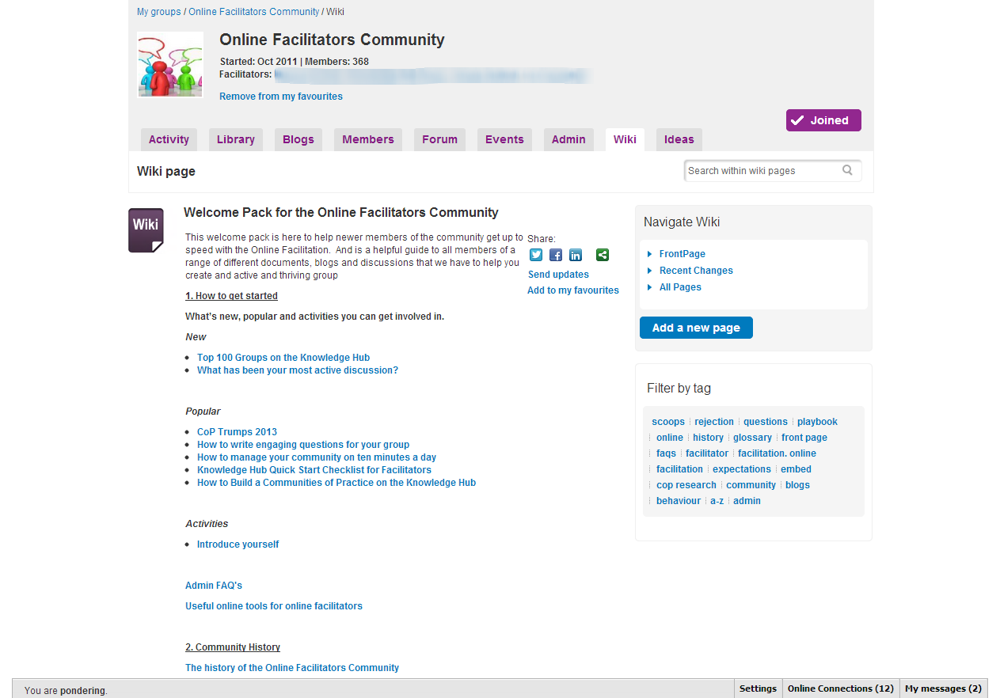 My groups / Online Facilitators Community / Wiki
Online Facilitators Community
Started: Oct 2011 | Members: 368
Facilitators:
Remove from my favourites
Joined
Activity Library Blogs Members Forum Events Admin Wiki Ideas
Wiki page
Search within wiki pages
Wiki
Welcome Pack for the Online Facilitators Community
This welcome pack is here to help newer members of the community get up to
speed with the Online Facilitation.  And is a helpful guide to all members of a
range of different documents, blogs and discussions that we have to help you
create and active and thriving group
Share:
Send updates
Add to my favourites
1. How to get started
What's new, popular and activities you can get involved in.
New
Top 100 Groups on the Knowledge Hub
What has been your most active discussion?
Popular
CoP Trumps 2013
How to write engaging questions for your group
How to manage your community on ten minutes a day
Knowledge Hub Quick Start Checklist for Facilitators
How to Build a Communities of Practice on the Knowledge Hub
Activities
Introduce yourself
Admin FAQ's
Useful online tools for online facilitators
2. Community History
The history of the Online Facilitators Community
Navigate Wiki
FrontPage
Recent Changes
All Pages
Add a new page
Filter by tag
scoops rejection questions playbook
online history glossary front page
faqs facilitator facilitation. online
facilitation expectations embed
cop research community blogs
behaviour a-z admin
You are pondering.
Settings Online Connections (12) My messages (2)